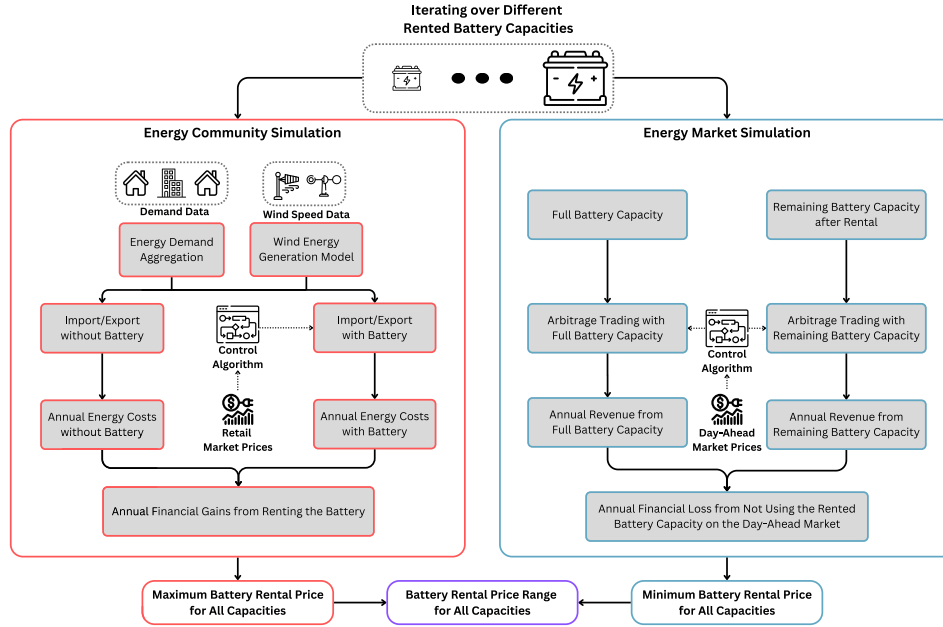 Iterating over Different
Rented Battery Capacities
Energy Community Simulation
Demand Data
Wind Speed Data
Energy Demand
Aggregation
Wind Energy
Generation Model
Import/Export
without Battery
Control
Algorithm
Import/Export
with Battery
Annual Energy Costs
without Battery
Retail
Market Prices
Annual Energy Costs
with Battery
Annual Financial Gains from Renting the Battery
Maximum Battery Rental Price
for All Capacities
Energy Market Simulation
Full Battery Capacity
Remaining Battery Capacity
after Rental
Arbitrage Trading with
Full Battery Capacity
Control
Algorithm
Arbitrage Trading with
Remaining Battery Capacity
Annual Revenue from
Full Battery Capacity
Day-Ahead
Market Prices
Annual Revenue from
Remaining Battery Capacity
Annual Financial Loss from Not Using the Rented
Battery Capacity on the Day-Ahead Market
Battery Rental Price Range
for All Capacities
Minimum Battery Rental Price
for All Capacities